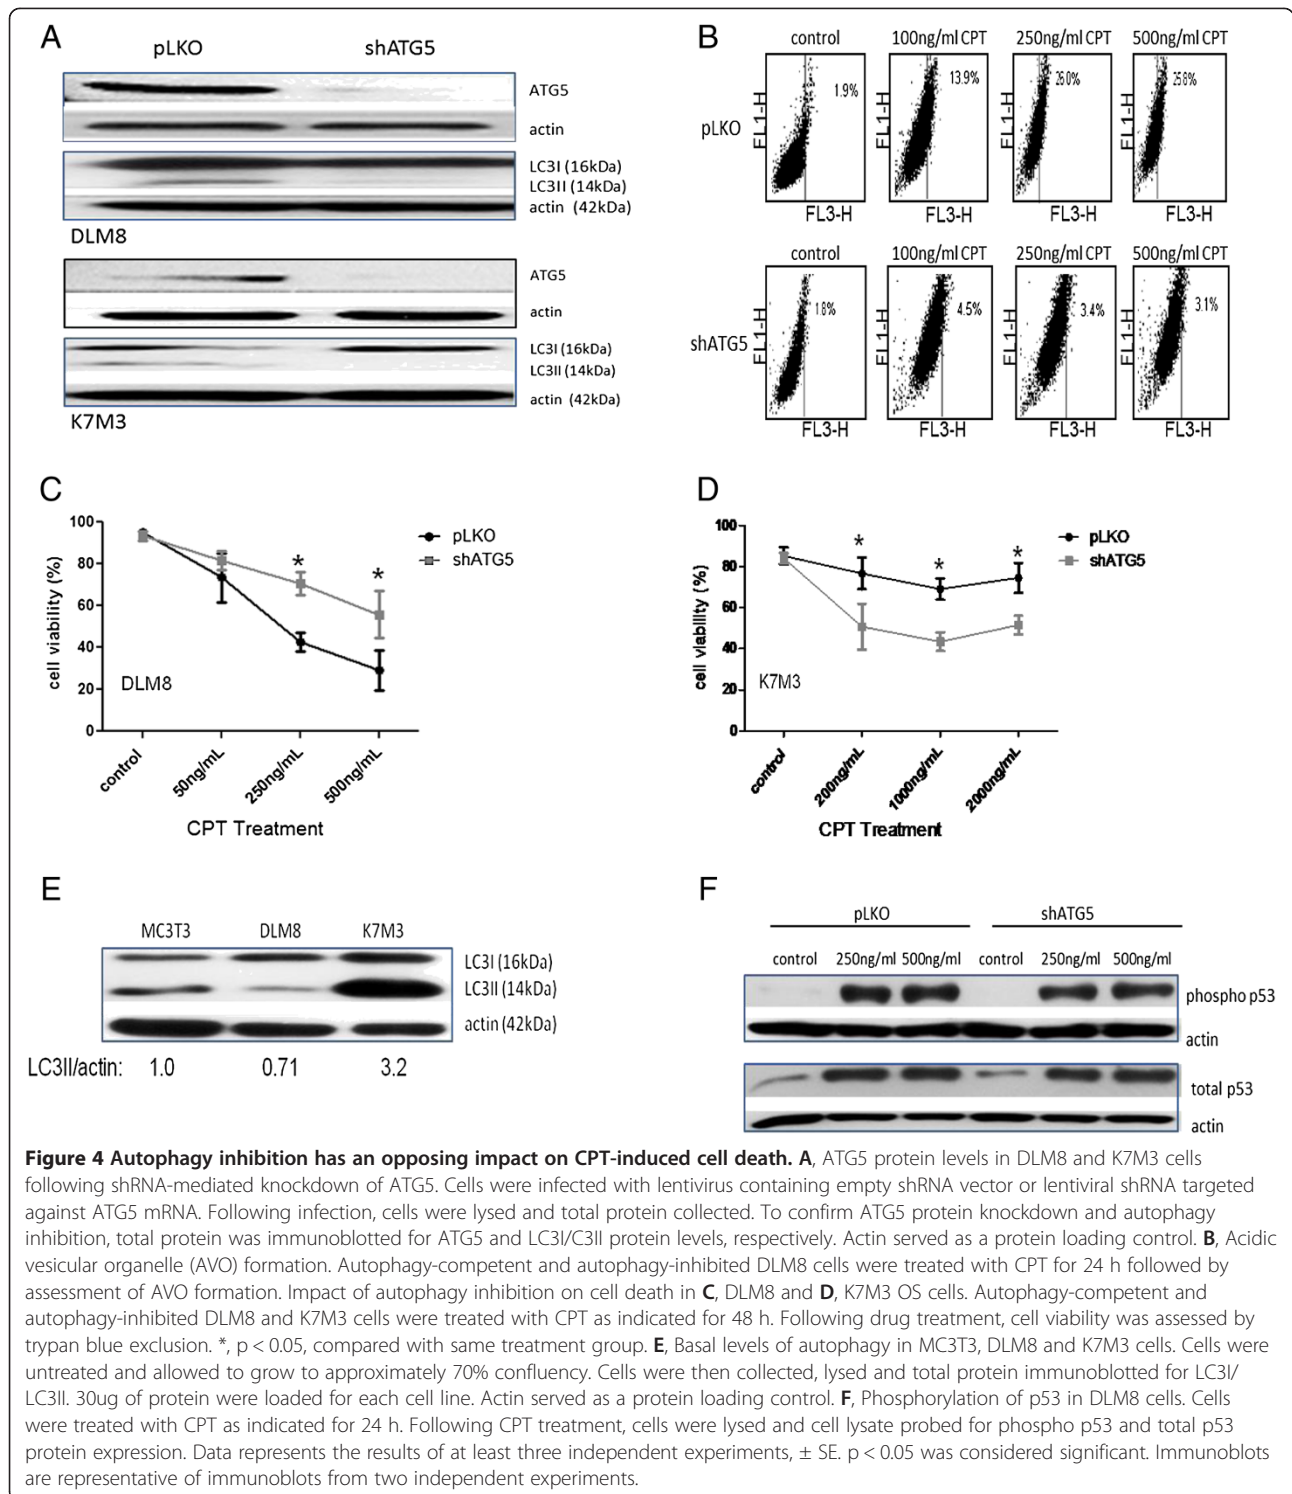 A
pLKO shATG5
ATG5
actin
LC3I (16kDa)
LC3II (14kDa)
actin (42kDa)
DLM8
ATG5
actin
LC3I (16kDa)
LC3II (14kDa)
actin (42kDa)
K7M3
B
control 100ng/ml CPT 250ng/ml CPT 500ng/ml CPT
pLKO
FL1-H 1.9% FL1-H 13.9% FL1-H 26.0% FL1-H 25.8%
FL3-H FL3-H FL3-H FL3-H
control 100ng/ml CPT 250ng/ml CPT 500ng/ml CPT
shATG5
FL1-H 1.8% FL1-H 4.5% FL1-H 3.4% FL1-H 3.1%
FL3-H FL3-H FL3-H FL3-H
C
cell viability (%)
100
80
60
40
20
0
* *
pLKO
shATG5
DLM8
control 50ng/mL 250ng/mL 500ng/mL
CPT Treatment
D
cell viability (%)
100
80
60
40
20
0
* * *
pLKO
shATG5
K7M3
control 200ng/mL 1000ng/mL 2000ng/mL
CPT Treatment
E
MC3T3 DLM8 K7M3
LC3I (16kDa)
LC3II (14kDa)
actin (42kDa)
LC3II/actin: 1.0 0.71 3.2
F
pLKO shATG5
control 250ng/ml 500ng/ml control 250ng/ml 500ng/ml
phospho p53
actin
total p53
actin
Figure 4 Autophagy inhibition has an opposing impact on CPT-induced cell death. A, ATG5 protein levels in DLM8 and K7M3 cells
following shRNA-mediated knockdown of ATG5. Cells were infected with lentivirus containing empty shRNA vector or lentiviral shRNA targeted
against ATG5 mRNA. Following infection, cells were lysed and total protein collected. To confirm ATG5 protein knockdown and autophagy
inhibition, total protein was immunoblotted for ATG5 and LC3I/C3II protein levels, respectively. Actin served as a protein loading control. B, Acidic
vesicular organelle (AVO) formation. Autophagy-competent and autophagy-inhibited DLM8 cells were treated with CPT for 24 h followed by
assessment of AVO formation. Impact of autophagy inhibition on cell death in C, DLM8 and D, K7M3 OS cells. Autophagy-competent and
autophagy-inhibited DLM8 and K7M3 cells were treated with CPT as indicated for 48 h. Following drug treatment, cell viability was assessed by
trypan blue exclusion. *, p < 0.05, compared with same treatment group. E, Basal levels of autophagy in MC3T3, DLM8 and K7M3 cells. Cells were
untreated and allowed to grow to approximately 70% confluency. Cells were then collected, lysed and total protein immunoblotted for LC3I/
LC3II. 30ug of protein were loaded for each cell line. Actin served as a protein loading control. F, Phosphorylation of p53 in DLM8 cells. Cells
were treated with CPT as indicated for 24 h. Following CPT treatment, cells were lysed and cell lysate probed for phospho p53 and total p53
protein expression. Data represents the results of at least three independent experiments, ± SE. p < 0.05 was considered significant. Immunoblots
are representative of immunoblots from two independent experiments.